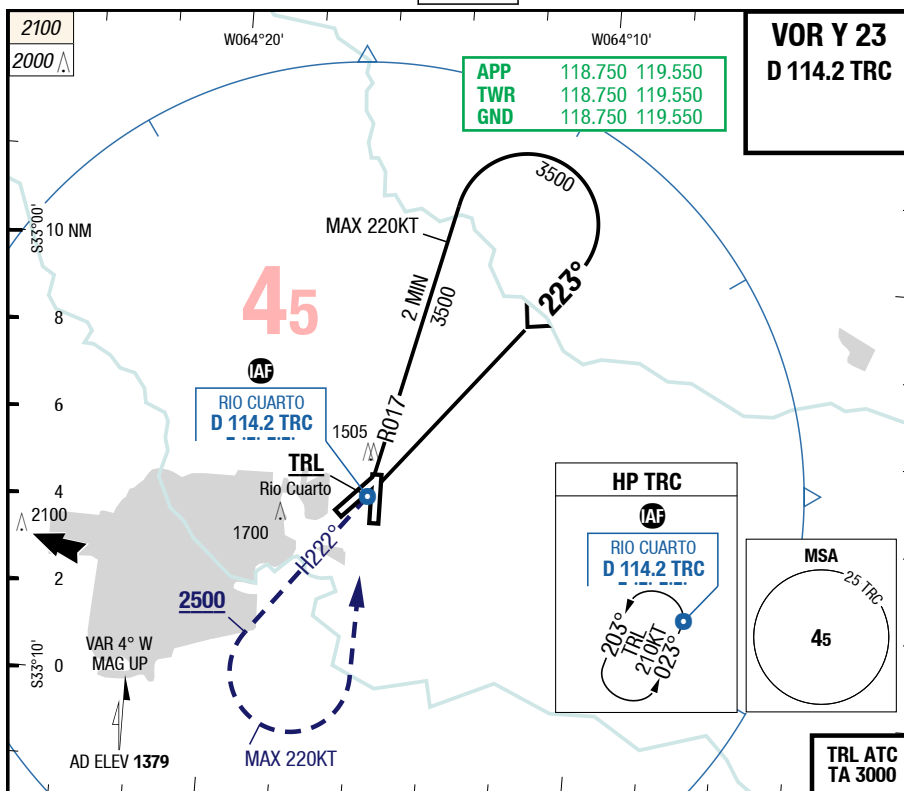 2100
2000
W064°20'
W064°10'
VOR Y 23
D 114.2 TRC
APP 118.750 119.550
TWR 118.750 119.550
GND 118.750 119.550
3500
MAX 220KT
S33°00'
10 NM
2 MIN
3500
223°
45
8
IAF
RIO CUARTO
D 114.2 TRC
6
1505
R017
TRL
Rio Cuarto
4
2100
1700
H222°
2
2500
VAR 4° W
MAG UP
S33°10'
0
MAX 220KT
AD ELEV 1379
HP TRC
IAF
RIO CUARTO
D 114.2 TRC
203°
TRL
210KT
023°
MSA
25 TRC
45
TRL ATC
TA 3000